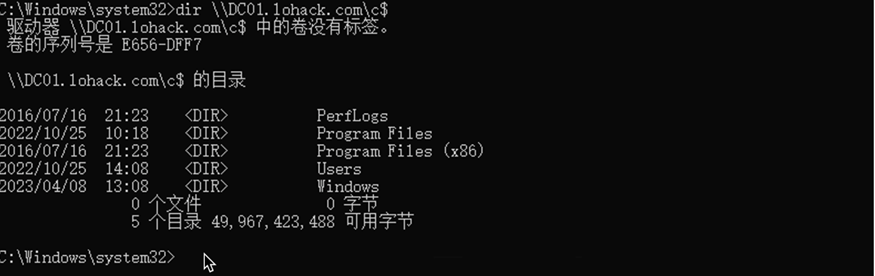 C:\Windows\system32>dir \\DC01.lohack.com\c$
驱动器 \\DC01.lohack.com\c$ 中的卷没有标签。
卷的序列号是 E656-DFF7
\\DC01.lohack.com\c$ 的目录
2016/07/16 21:23 <DIR> PerfLogs
2022/10/25 10:18 <DIR> Program Files
2016/07/16 21:23 <DIR> Program Files (x86)
2022/10/25 14:08 <DIR> Users
2023/04/08 13:08 <DIR> Windows
0 个文件 0 字节
5 个目录 49,967,423,488 可用字节
C:\Windows\system32>